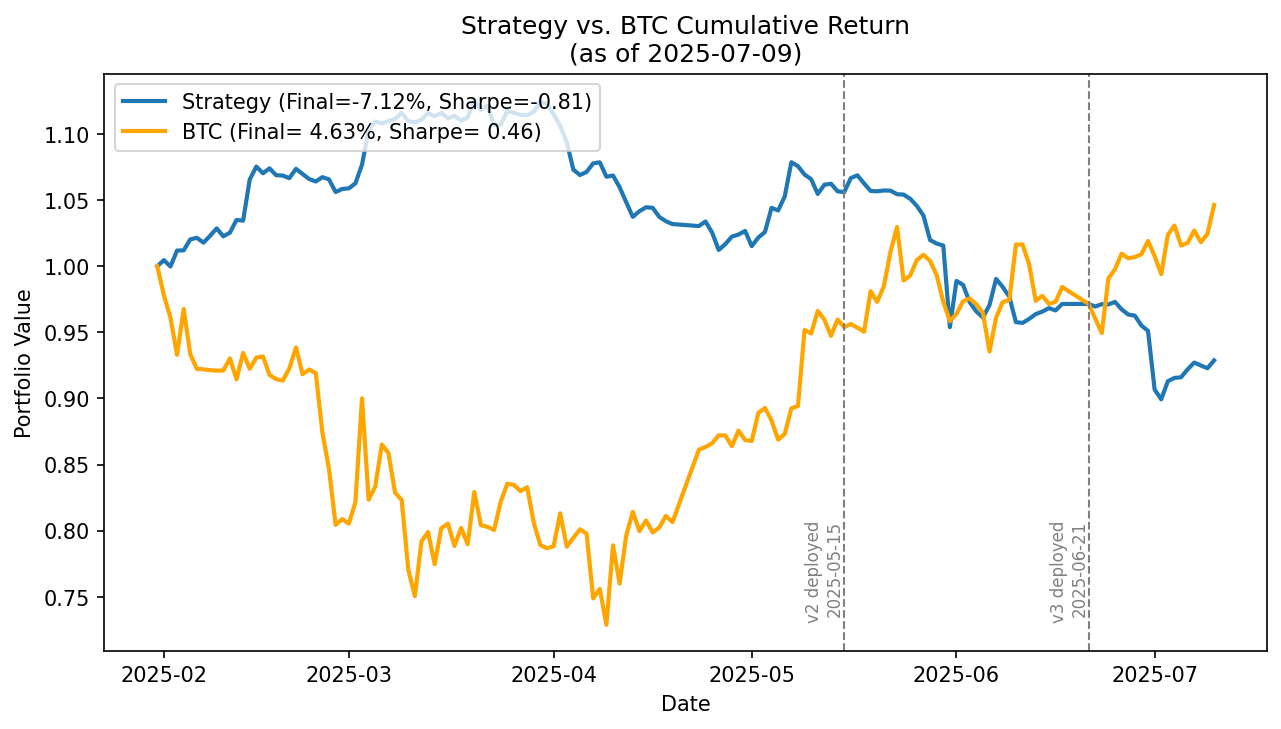 Strategy vs. BTC Cumulative Return
(as of 2025-07-09)
Strategy (Final=-7.12%, Sharpe=-0.81)
BTC (Final= 4.63%, Sharpe= 0.46)
Portfolio Value
1.10
1.05
1.00
0.95
0.90
0.85
0.80
0.75
v2 deployed
2025-05-15
v3 deployed
2025-06-21
2025-02
2025-03
2025-04
2025-05
2025-06
2025-07
Date